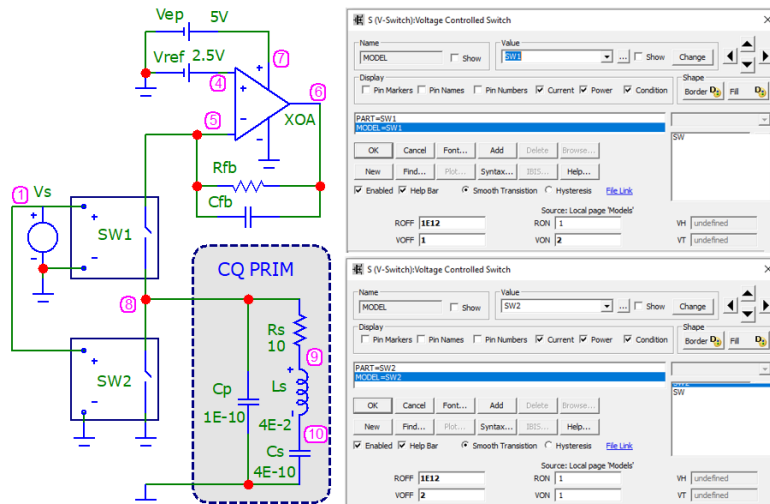 Vep
5V
7
Vref
2.5V
4
6
XOA
5
Rfb
Cfb
1
Vs
SW1
CQ PRIM
8
Rs
10
9
SW2
Cp
1E-10
Ls
4E-2
10
Cs
4E-10
S (V-Switch):Voltage Controlled Switch
Name
MODEL
Show
Value
SW1
...
Show
Change
Display
Pin Markers Pin Names Pin Numbers Current Power Condition
Shape
Border Fill
PART=SW1
MODEL=SW1
SW
OK Cancel Font... Add Delete Browse...
New Find... Plot... Syntax... IBIS... Help...
Enabled Help Bar Smooth Transistion Hysteresis File Link
Source: Local page 'Models'
ROFF 1E12 RON 1 VH undefined
VOFF 1 VON 2 VT undefined
S (V-Switch):Voltage Controlled Switch
Name
MODEL
Show
Value
SW2
...
Show
Change
Display
Pin Markers Pin Names Pin Numbers Current Power Condition
Shape
Border Fill
PART=SW2
MODEL=SW2
SW
OK Cancel Font... Add Delete Browse...
New Find... Plot... Syntax... IBIS... Help...
Enabled Help Bar Smooth Transistion Hysteresis File Link
Source: Local page 'Models'
ROFF 1E12 RON 1 VH undefined
VOFF 2 VON 1 VT undefined